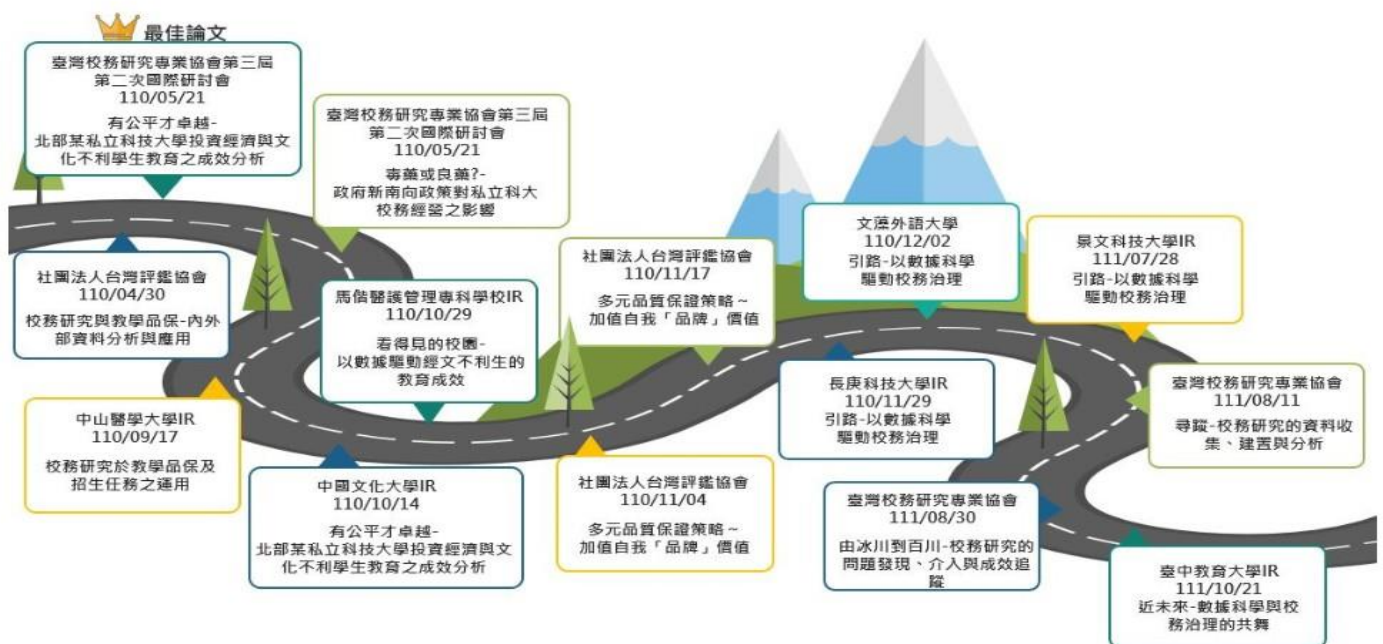 最佳論文
臺灣校務研究專業協會第三屆
第二次國際研討會
110/05/21
有公平才卓越-
北部某私立科技大學投資經濟與文
化不利學生教育之成效分析
臺灣校務研究專業協會第三屆
第二次國際研討會
110/05/21
毒藥或良藥?-
政府新南向政策對私立科大
校務經營之影響
社團法人台灣評鑑協會
110/04/30
校務研究與教學品保-內外
部資料分析與應用
馬偕醫護管理專科學校IR
110/10/29
看得見的校園-
以數據驅動經文不利生的
教育成效
社團法人台灣評鑑協會
110/11/17
多元品質保證策略~
加值自我「品牌」價值
文藻外語大學
110/12/02
引路-以數據科學
驅動校務治理
景文科技大學IR
111/07/28
引路-以數據科學
驅動校務治理
中山醫學大學IR
110/09/17
校務研究於教學品保及
招生任務之運用
中國文化大學IR
110/10/14
有公平才卓越-
北部某私立科技大學投資經濟與文
化不利學生教育之成效分析
社團法人台灣評鑑協會
110/11/04
多元品質保證策略~
加值自我「品牌」價值
長庚科技大學IR
110/11/29
引路-以數據科學
驅動校務治理
臺灣校務研究專業協會
111/08/11
尋蹤-校務研究的資料收
集、建置與分析
臺灣校務研究專業協會
111/08/30
由冰川到百川-校務研究的
問題發現、介入與成效追
蹤
臺中教育大學IR
111/10/21
近未來-數據科學與校
務治理的共舞